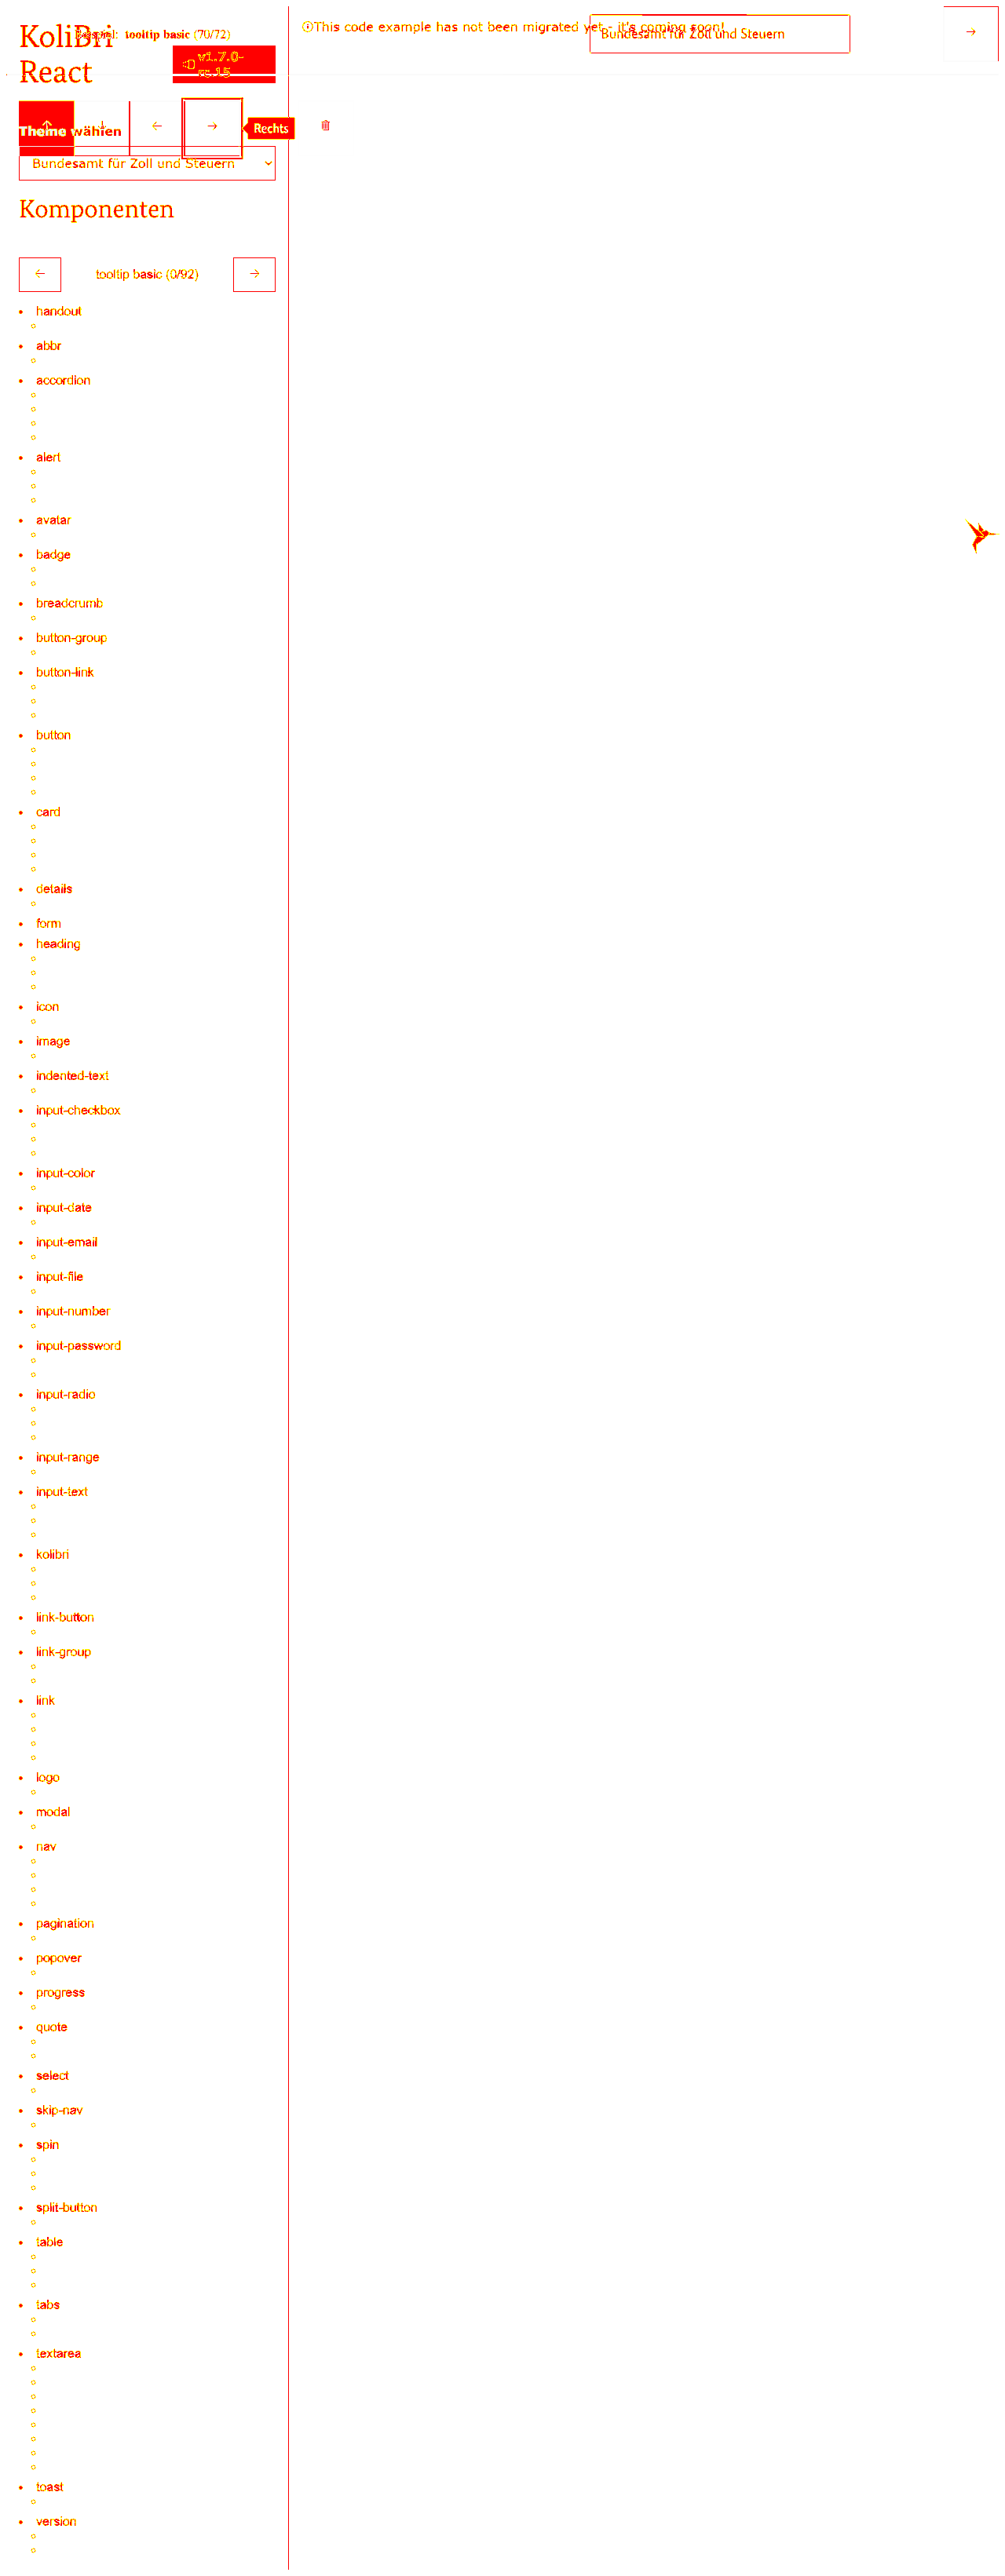 KoliBri
React
Beispiel: tooltip basic (70/72)
v1.7.0-
rc.15
This code example has not been migrated yet - it's coming soon!
Bundesamt für Zoll und Steuern
→
↑
↓
←
→
Rechts
Theme wählen
Bundesamt für Zoll und Steuern
Komponenten
← tooltip basic (0/92) →
handout
abbr
accordion
alert
avatar
badge
breadcrumb
button-group
button-link
button
card
details
form
heading
icon
image
indented-text
input-checkbox
input-color
input-date
input-email
input-file
input-number
input-password
input-radio
input-range
input-text
kolibri
link-button
link-group
link
logo
modal
nav
pagination
popover
progress
quote
select
skip-nav
spin
split-button
table
tabs
textarea
toast
version